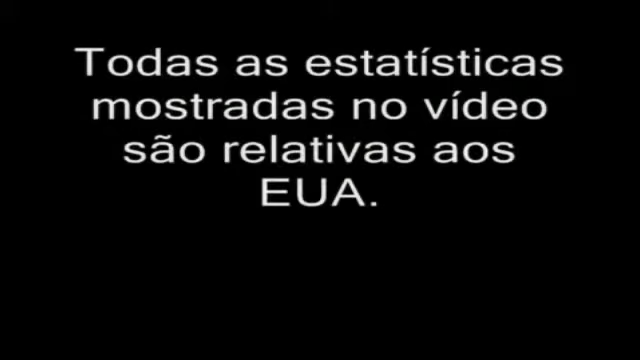 Todas as estatísticas
mostradas no vídeo
são relativas aos
EUA.